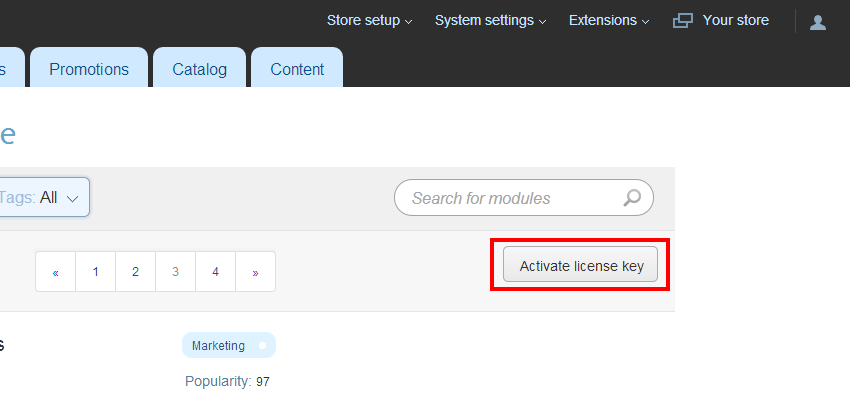 Store setup System settings Extensions Your store
s Promotions Catalog Content
e
Tags: All Search for modules
« 1 2 3 4 » Activate license key
s Marketing
Popularity: 97